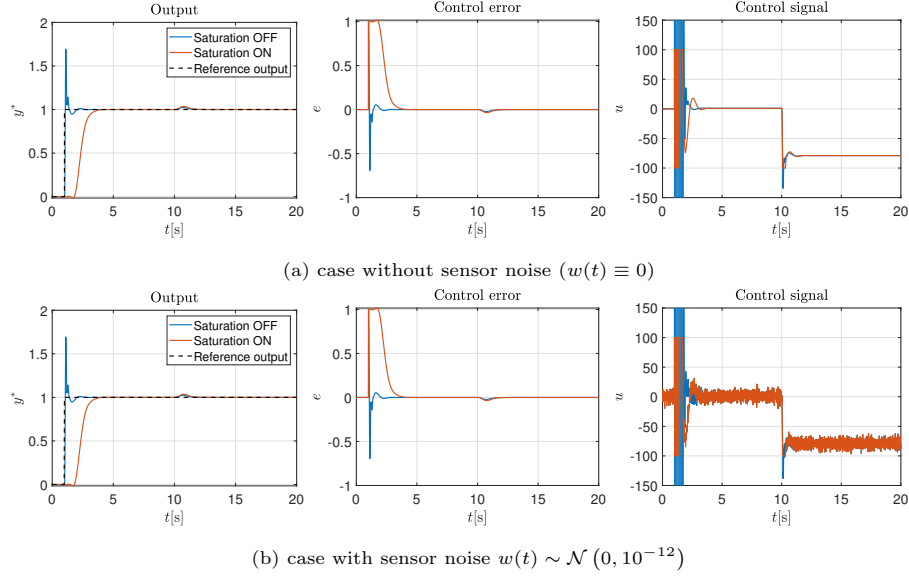 Output
Control error
Control signal
2
1.5
1
0.5
0
y*
Saturation OFF
Saturation ON
Reference output
0 5 10 15 20
t[s]
1
0.5
0
-0.5
-1
e
0 5 10 15 20
t[s]
150
100
50
0
-50
-100
-150
u
0 5 10 15 20
t[s]
(a) case without sensor noise (w(t) ≡ 0)
Output
Control error
Control signal
2
1.5
1
0.5
0
y*
Saturation OFF
Saturation ON
Reference output
0 5 10 15 20
t[s]
1
0.5
0
-0.5
-1
e
0 5 10 15 20
t[s]
150
100
50
0
-50
-100
-150
u
0 5 10 15 20
t[s]
(b) case with sensor noise w(t) ∼ 𝒩 (0, 10⁻¹²)